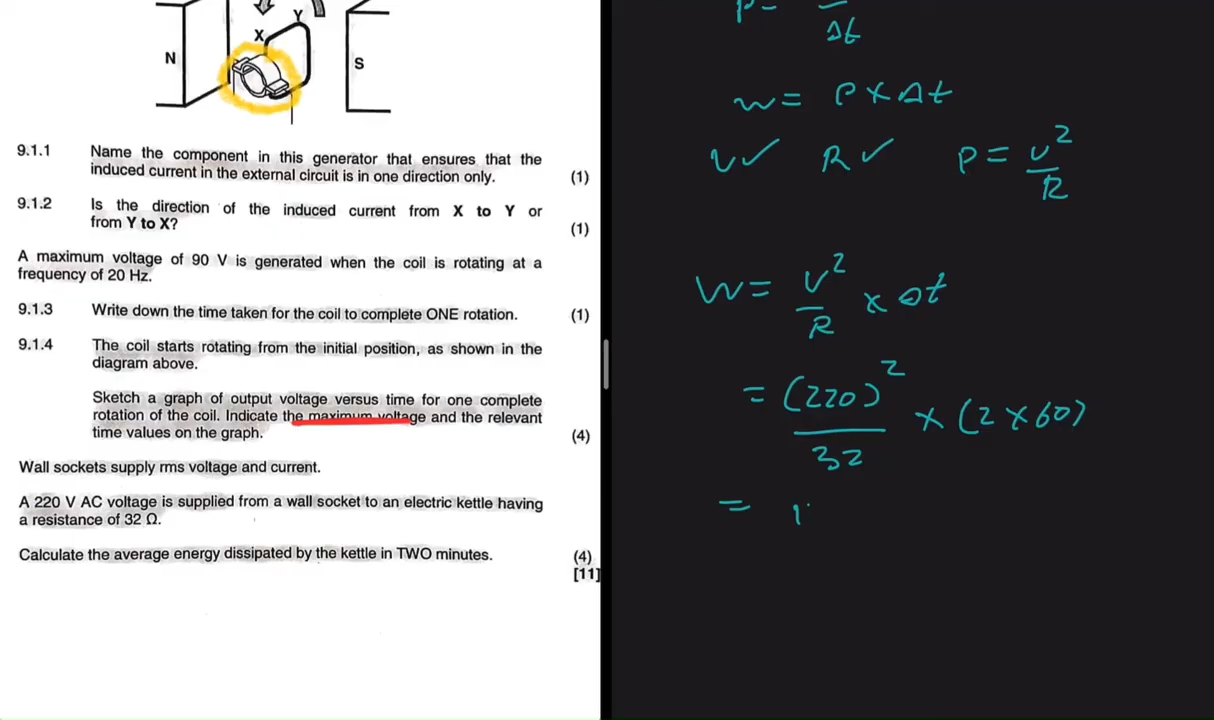 Y
X
N
S
9.1.1 Name the component in this generator that ensures that the
induced current in the external circuit is in one direction only. (1)
9.1.2 Is the direction of the induced current from X to Y or
from Y to X? (1)
A maximum voltage of 90 V is generated when the coil is rotating at a
frequency of 20 Hz.
9.1.3 Write down the time taken for the coil to complete ONE rotation. (1)
9.1.4 The coil starts rotating from the initial position, as shown in the
diagram above.
Sketch a graph of output voltage versus time for one complete
rotation of the coil. Indicate the maximum voltage and the relevant
time values on the graph. (4)
Wall sockets supply rms voltage and current.
A 220 V AC voltage is supplied from a wall socket to an electric kettle having
a resistance of 32 Ω.
Calculate the average energy dissipated by the kettle in TWO minutes. (4)
[11]
P =
Δt
W = P × Δt
V ✓ R ✓ P = V²
R
W = V² × Δt
R
= (220)² × (2 × 60)
32
= 1